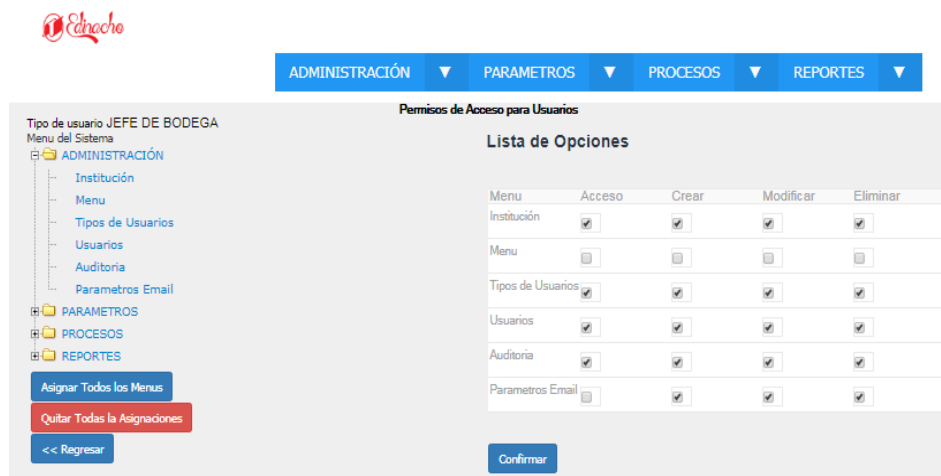 Edinacho
ADMINISTRACIÓN ▼ PARAMETROS ▼ PROCESOS ▼ REPORTES ▼
Permisos de Acceso para Usuarios
Tipo de usuario JEFE DE BODEGA
Menu del Sistema
ADMINISTRACIÓN
Institución
Menu
Tipos de Usuarios
Usuarios
Auditoria
Parametros Email
PARAMETROS
PROCESOS
REPORTES
Asignar Todos los Menus
Quitar Todas la Asignaciones
<< Regresar
Lista de Opciones
Menu Acceso Crear Modificar Eliminar
Institución
Menu
Tipos de Usuarios
Usuarios
Auditoria
Parametros Email
Confirmar